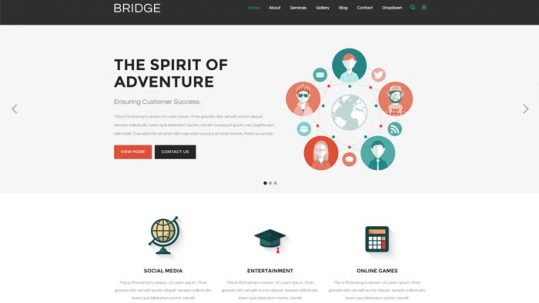 BRIDGE
Home About Services Gallery Blog Contact Dropdown
THE SPIRIT OF
ADVENTURE
Ensuring Customer Success.
This is Photoshop's version of Lorem Ipsum. Proin
gravida nibh vel velit auctor aliquet.
Aenean sollicitudin, lorem quis bibendum auctor, nisi elit consequat ipsum, nec sagittis sem
nibh id elit. Duis sed odio sit amet nibh vulputate cursus a sit amet mauris. Morbi accumsan
VIEW MORE CONTACT US
SOCIAL MEDIA
This is Photoshop's version of Lorem Ipsum. Proin
gravida nibh vel velit auctor aliquet. Aenean sollicitudin,
lorem quis bibendum auctor, nisi elit
ENTERTAINMENT
This is Photoshop's version of Lorem Ipsum. Proin
gravida nibh vel velit auctor aliquet. Aenean sollicitudin,
lorem quis bibendum auctor, nisi elit
ONLINE GAMES
This is Photoshop's version of Lorem Ipsum. Proin
gravida nibh vel velit auctor aliquet. Aenean sollicitudin,
lorem quis bibendum auctor, nisi elit